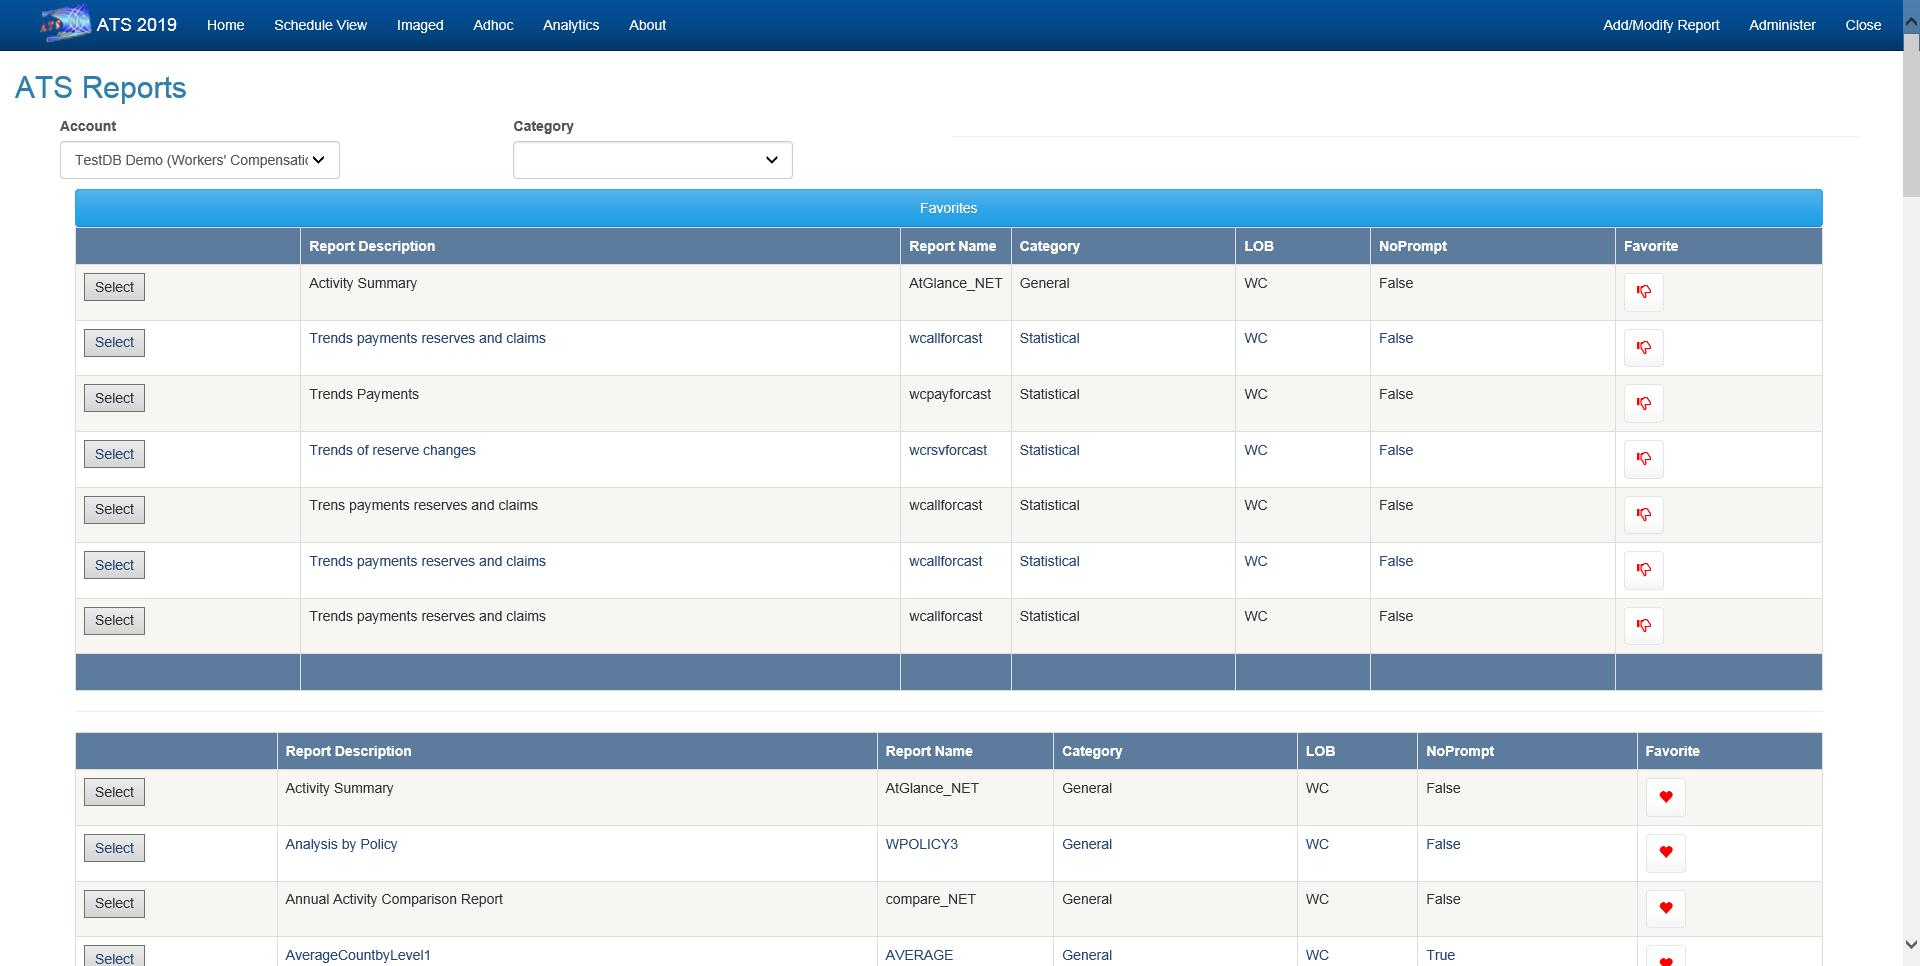 ATS ATS 2019 Home Schedule View Imaged Adhoc Analytics About Add/Modify Report Administer Close
ATS Reports
Account Category
TestDB Demo (Workers' Compensatic
Favorites
Report Description Report Name Category LOB NoPrompt Favorite
Select Activity Summary AtGlance_NET General WC False
Select Trends payments reserves and claims wcallforcast Statistical WC False
Select Trends Payments wcpayforcast Statistical WC False
Select Trends of reserve changes wcrsvforcast Statistical WC False
Select Trens payments reserves and claims wcallforcast Statistical WC False
Select Trends payments reserves and claims wcallforcast Statistical WC False
Select Trends payments reserves and claims wcallforcast Statistical WC False
Report Description Report Name Category LOB NoPrompt Favorite
Select Activity Summary AtGlance_NET General WC False
Select Analysis by Policy WPOLICY3 General WC False
Select Annual Activity Comparison Report compare_NET General WC False
Select AverageCountbyLevel1 AVERAGE General WC True